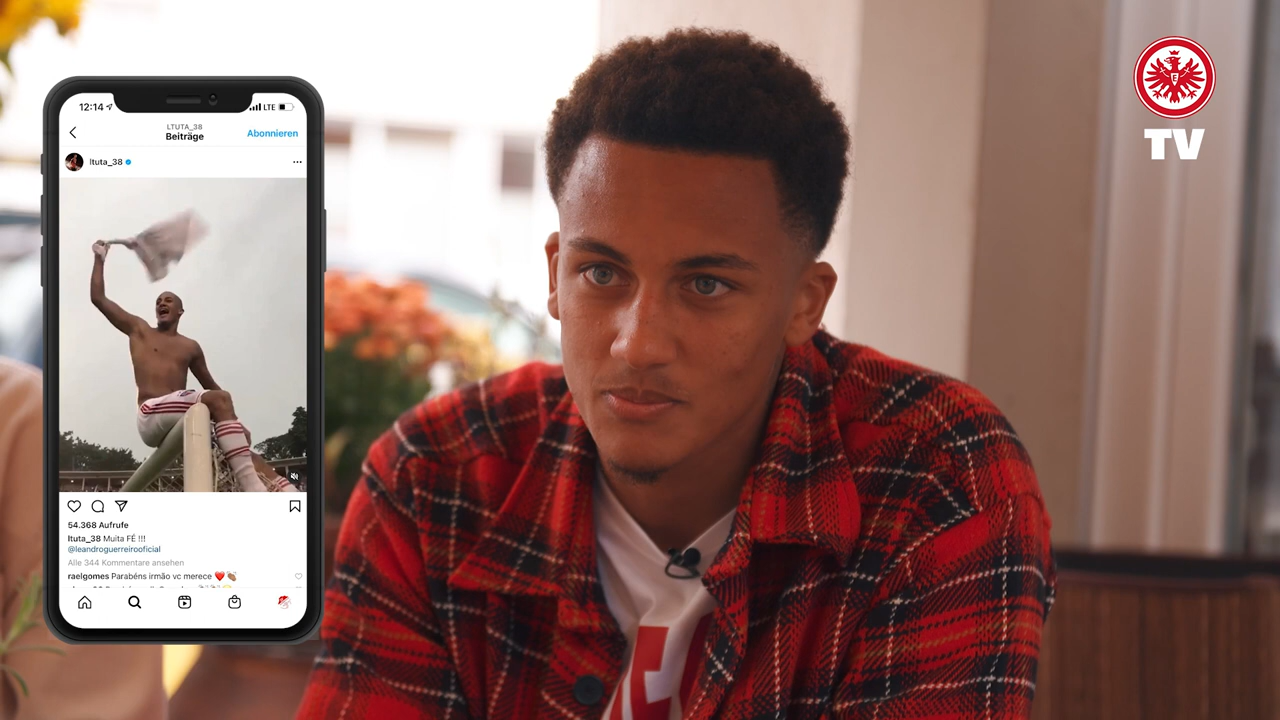 12:14
LTE
LTUTA_38
Beiträge
Abonnieren
ltuta_38
54.368 Aufrufe
ltuta_38 Muita FÉ !!!
@leandroguerreirooficial
Alle 344 Kommentare ansehen
raelgomes Parabéns irmão vc merece ❤️👏🏽
TV